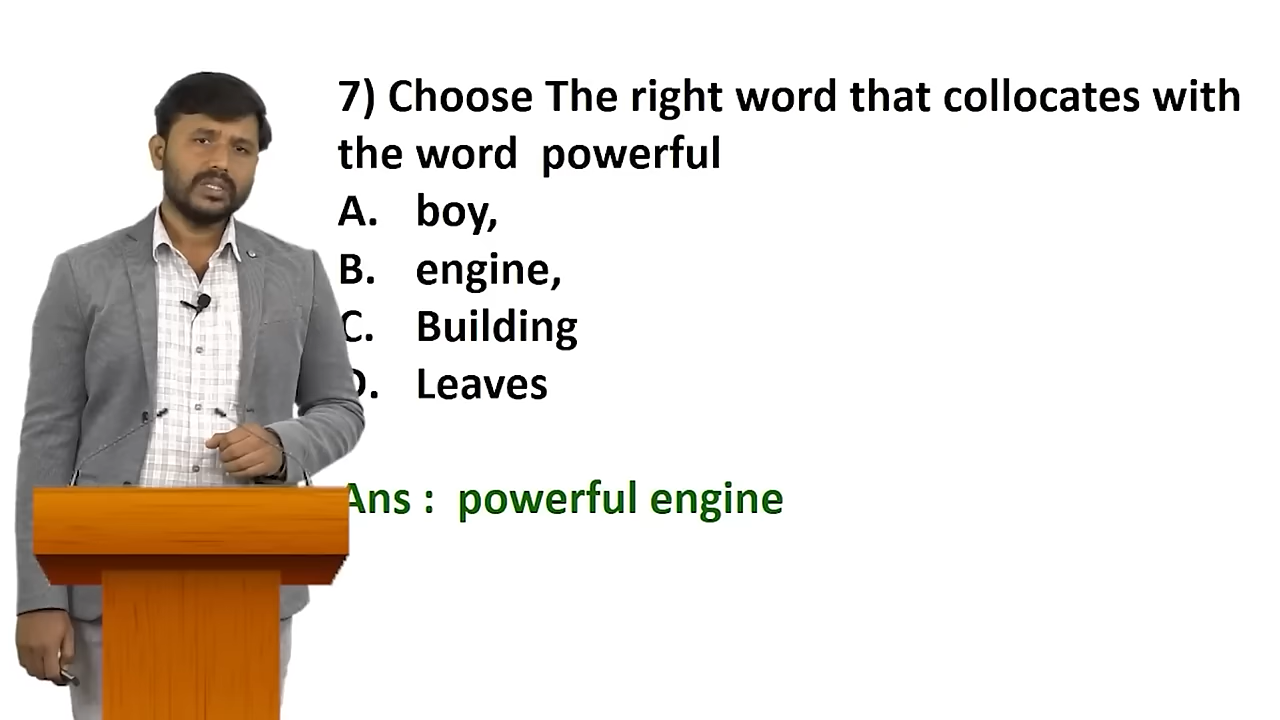 7) Choose The right word that collocates with
the word powerful
A. boy,
B. engine,
C. Building
D. Leaves
Ans : powerful engine